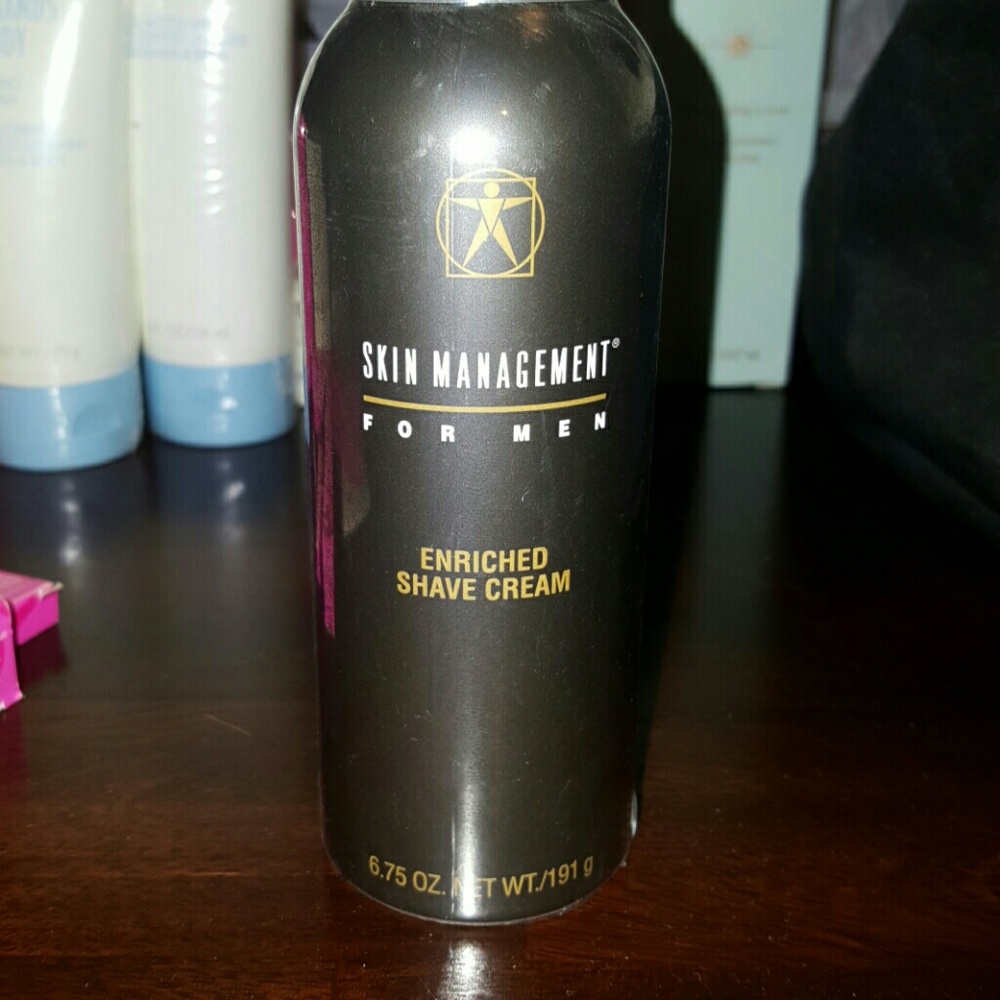 SKIN MANAGEMENT®
FOR MEN
ENRICHED
SHAVE CREAM
6.75 OZ. NET WT./191 g